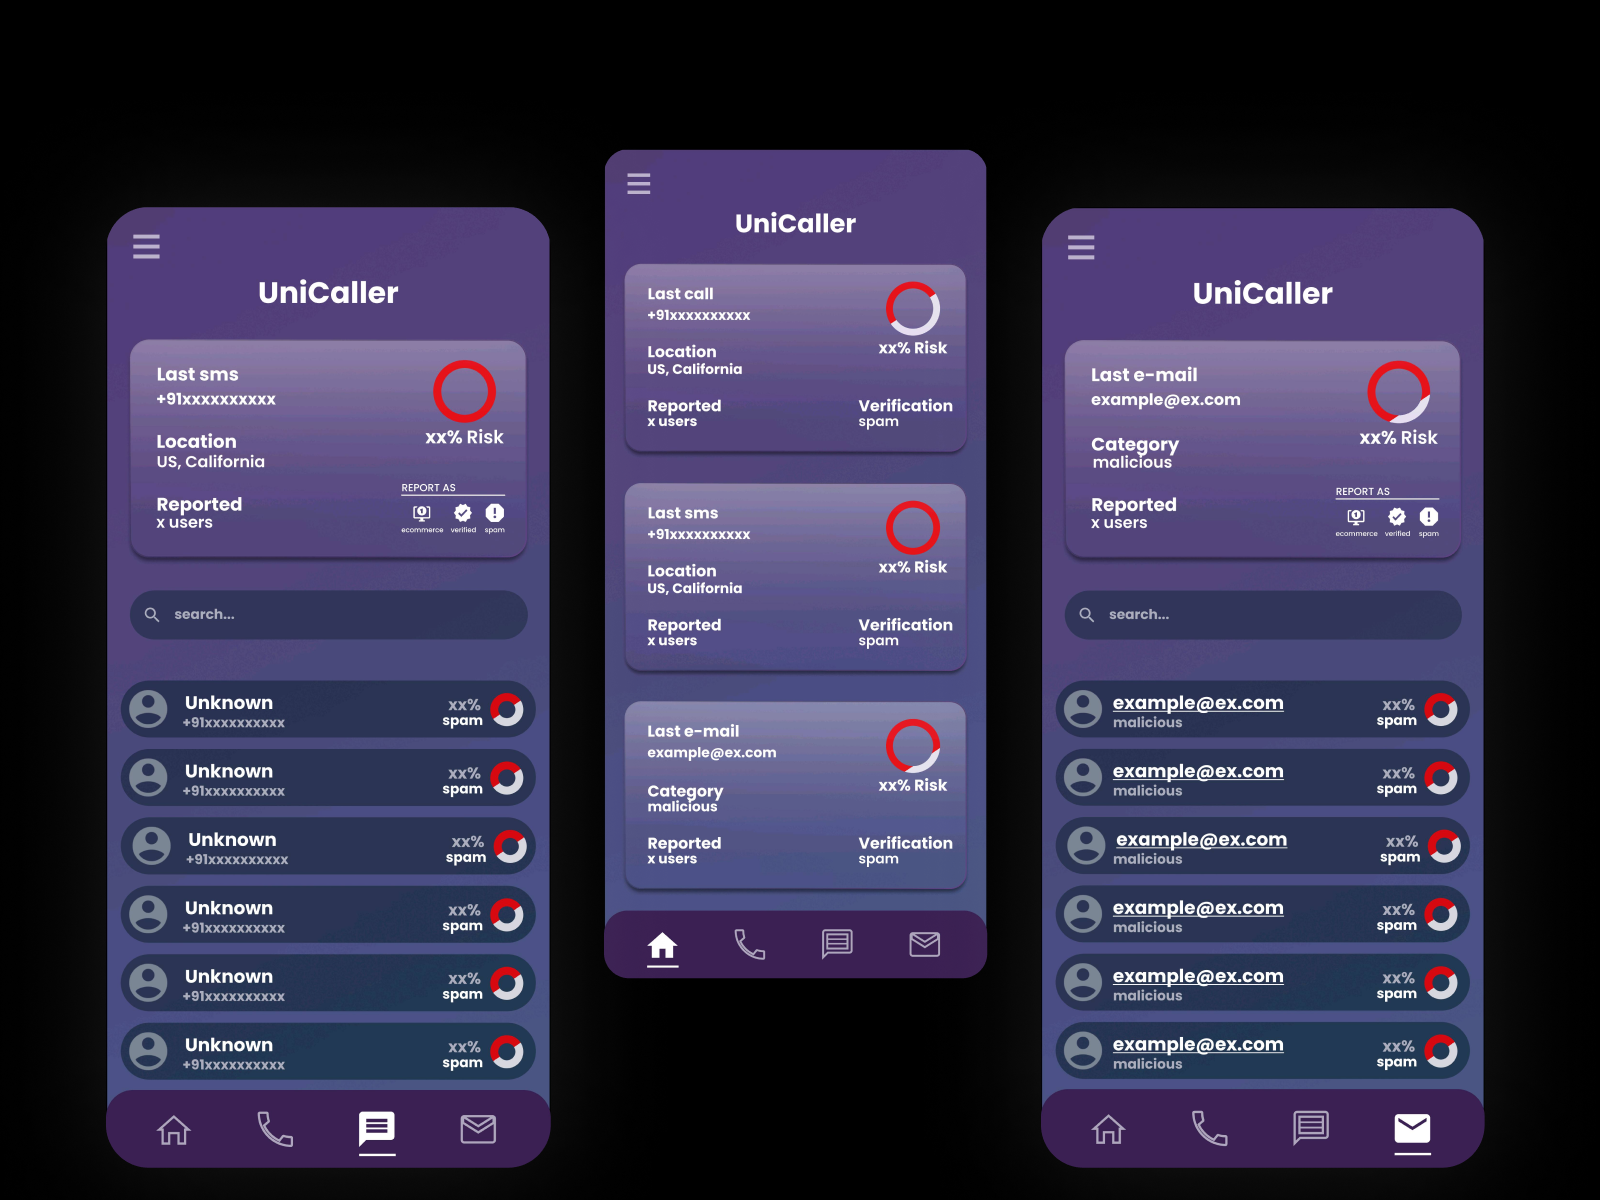 UniCaller
Last sms
+91xxxxxxxxxx
xx% Risk
Location
US, California
Reported
x users
REPORT AS
ecommerce verified spam
search...
Unknown
+91xxxxxxxxxx
xx%
spam
Unknown
+91xxxxxxxxxx
xx%
spam
Unknown
+91xxxxxxxxxx
xx%
spam
Unknown
+91xxxxxxxxxx
xx%
spam
Unknown
+91xxxxxxxxxx
xx%
spam
Unknown
+91xxxxxxxxxx
xx%
spam
UniCaller
Last call
+91xxxxxxxxxx
xx% Risk
Location
US, California
Reported
x users
Verification
spam
Last sms
+91xxxxxxxxxx
xx% Risk
Location
US, California
Reported
x users
Verification
spam
Last e-mail
example@ex.com
xx% Risk
Category
malicious
Reported
x users
Verification
spam
UniCaller
Last e-mail
example@ex.com
xx% Risk
Category
malicious
Reported
x users
REPORT AS
ecommerce verified spam
search...
example@ex.com
malicious
xx%
spam
example@ex.com
malicious
xx%
spam
example@ex.com
malicious
xx%
spam
example@ex.com
malicious
xx%
spam
example@ex.com
malicious
xx%
spam
example@ex.com
malicious
xx%
spam